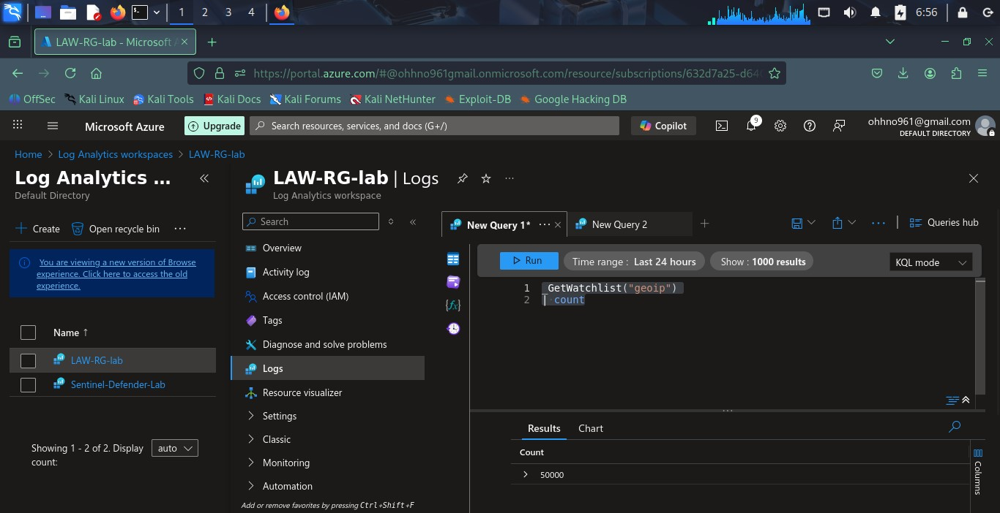 1 2 3 4 6:56
LAW-RG-lab - Microsoft A
https://portal.azure.com/#@ohhno961gmail.onmicrosoft.com/resource/subscriptions/632d7a25-d640
OffSec Kali Linux Kali Tools Kali Docs Kali Forums Kali NetHunter Exploit-DB Google Hacking DB
Microsoft Azure Upgrade Search resources, services, and docs (G+/) Copilot 9 ohhno961@gmail.com
DEFAULT DIRECTORY
Home > Log Analytics workspaces > LAW-RG-lab
Log Analytics ... «
Default Directory
+ Create Open recycle bin ...
You are viewing a new version of Browse
experience. Click here to access the old
experience.
Name ↑
LAW-RG-lab
Sentinel-Defender-Lab
Showing 1 - 2 of 2. Display auto
count:
LAW-RG-lab | Logs ...
Log Analytics workspace
Search «
Overview
Activity log
Access control (IAM)
Tags
Diagnose and solve problems
Logs
Resource visualizer
Settings
Classic
Monitoring
Automation
Add or remove favorites by pressing Ctrl+Shift+F
New Query 1* ... New Query 2 + ... Queries hub
Run Time range : Last 24 hours Show : 1000 results KQL mode
1 _GetWatchlist("geoip")
2 | count
Results Chart
Count
50000
Columns